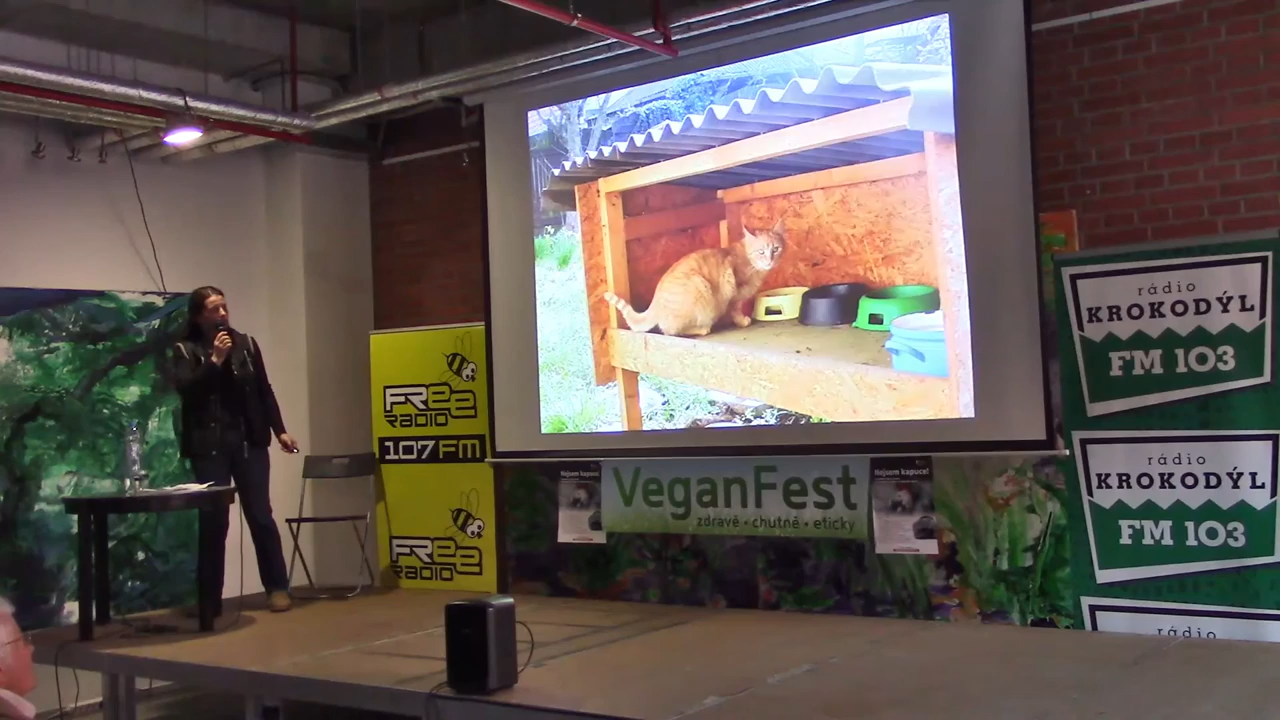 FREE
RADIO
107 FM
FREE
RADIO
Nejsem kapuce!
VeganFest
zdravě • chutně • eticky
Nejsem kapuce!
rádio
KROKODÝL
FM 103
rádio
KROKODÝL
FM 103
rádio